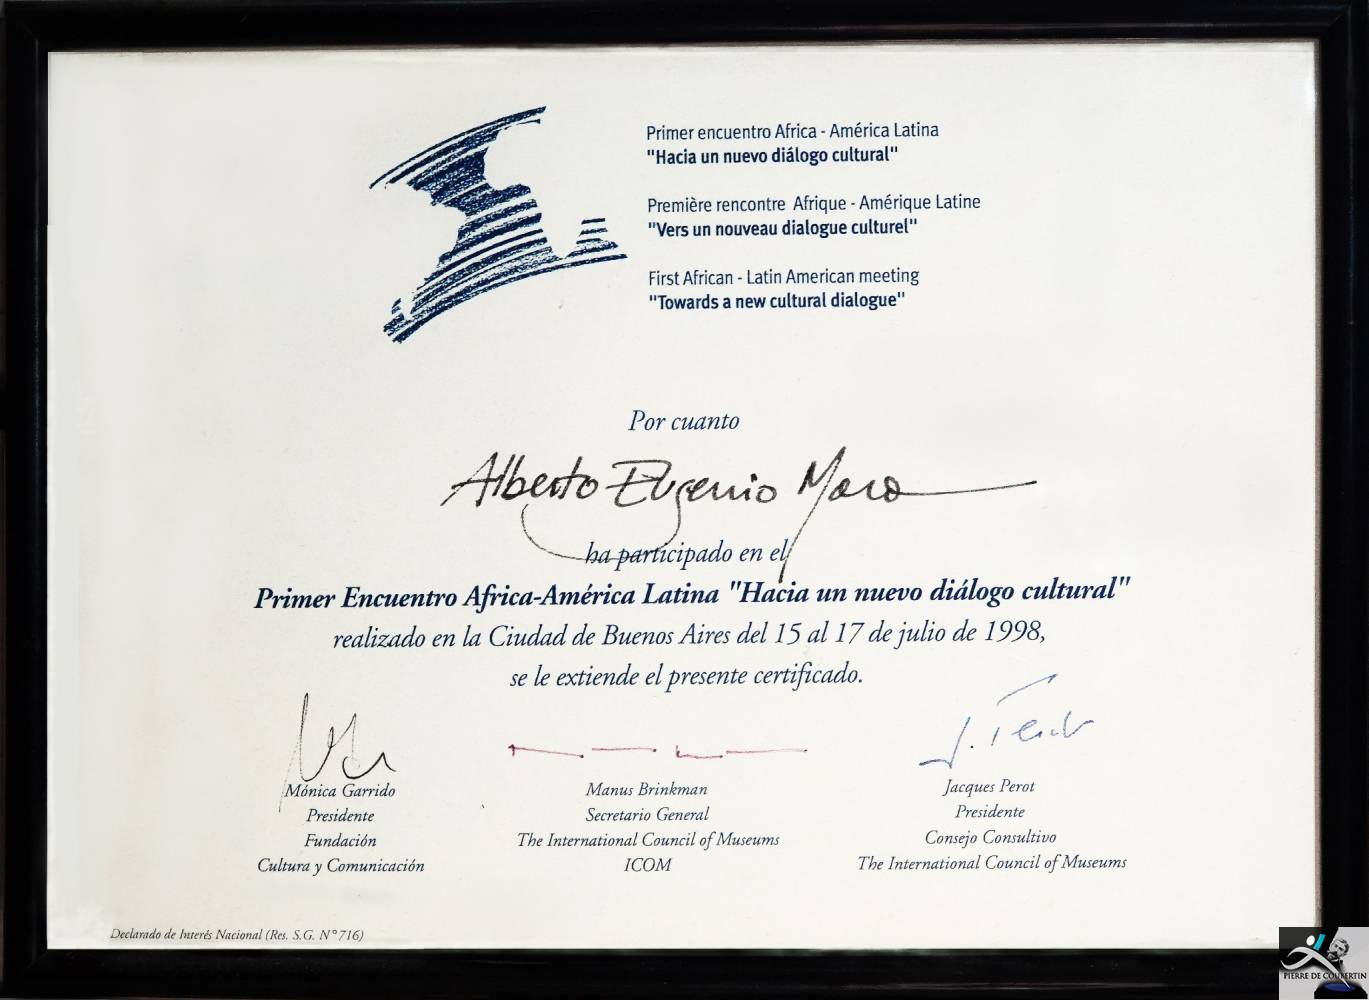 Primer encuentro Africa - América Latina
"Hacia un nuevo diálogo cultural"
Première rencontre Afrique - Amérique Latine
"Vers un nouveau dialogue culturel"
First African - Latin American meeting
"Towards a new cultural dialogue"
Por cuanto
Alberto Eugenio Mora
ha participado en el
Primer Encuentro Africa-América Latina "Hacia un nuevo diálogo cultural"
realizado en la Ciudad de Buenos Aires del 15 al 17 de julio de 1998,
se le extiende el presente certificado.
Mónica Garrido
Presidente
Fundación
Cultura y Comunicación
Manus Brinkman
Secretario General
The International Council of Museums
ICOM
Jacques Perot
Presidente
Consejo Consultivo
The International Council of Museums
Declarado de Interés Nacional (Res. S.G. N° 716)
PIERRE DE COUBERTIN